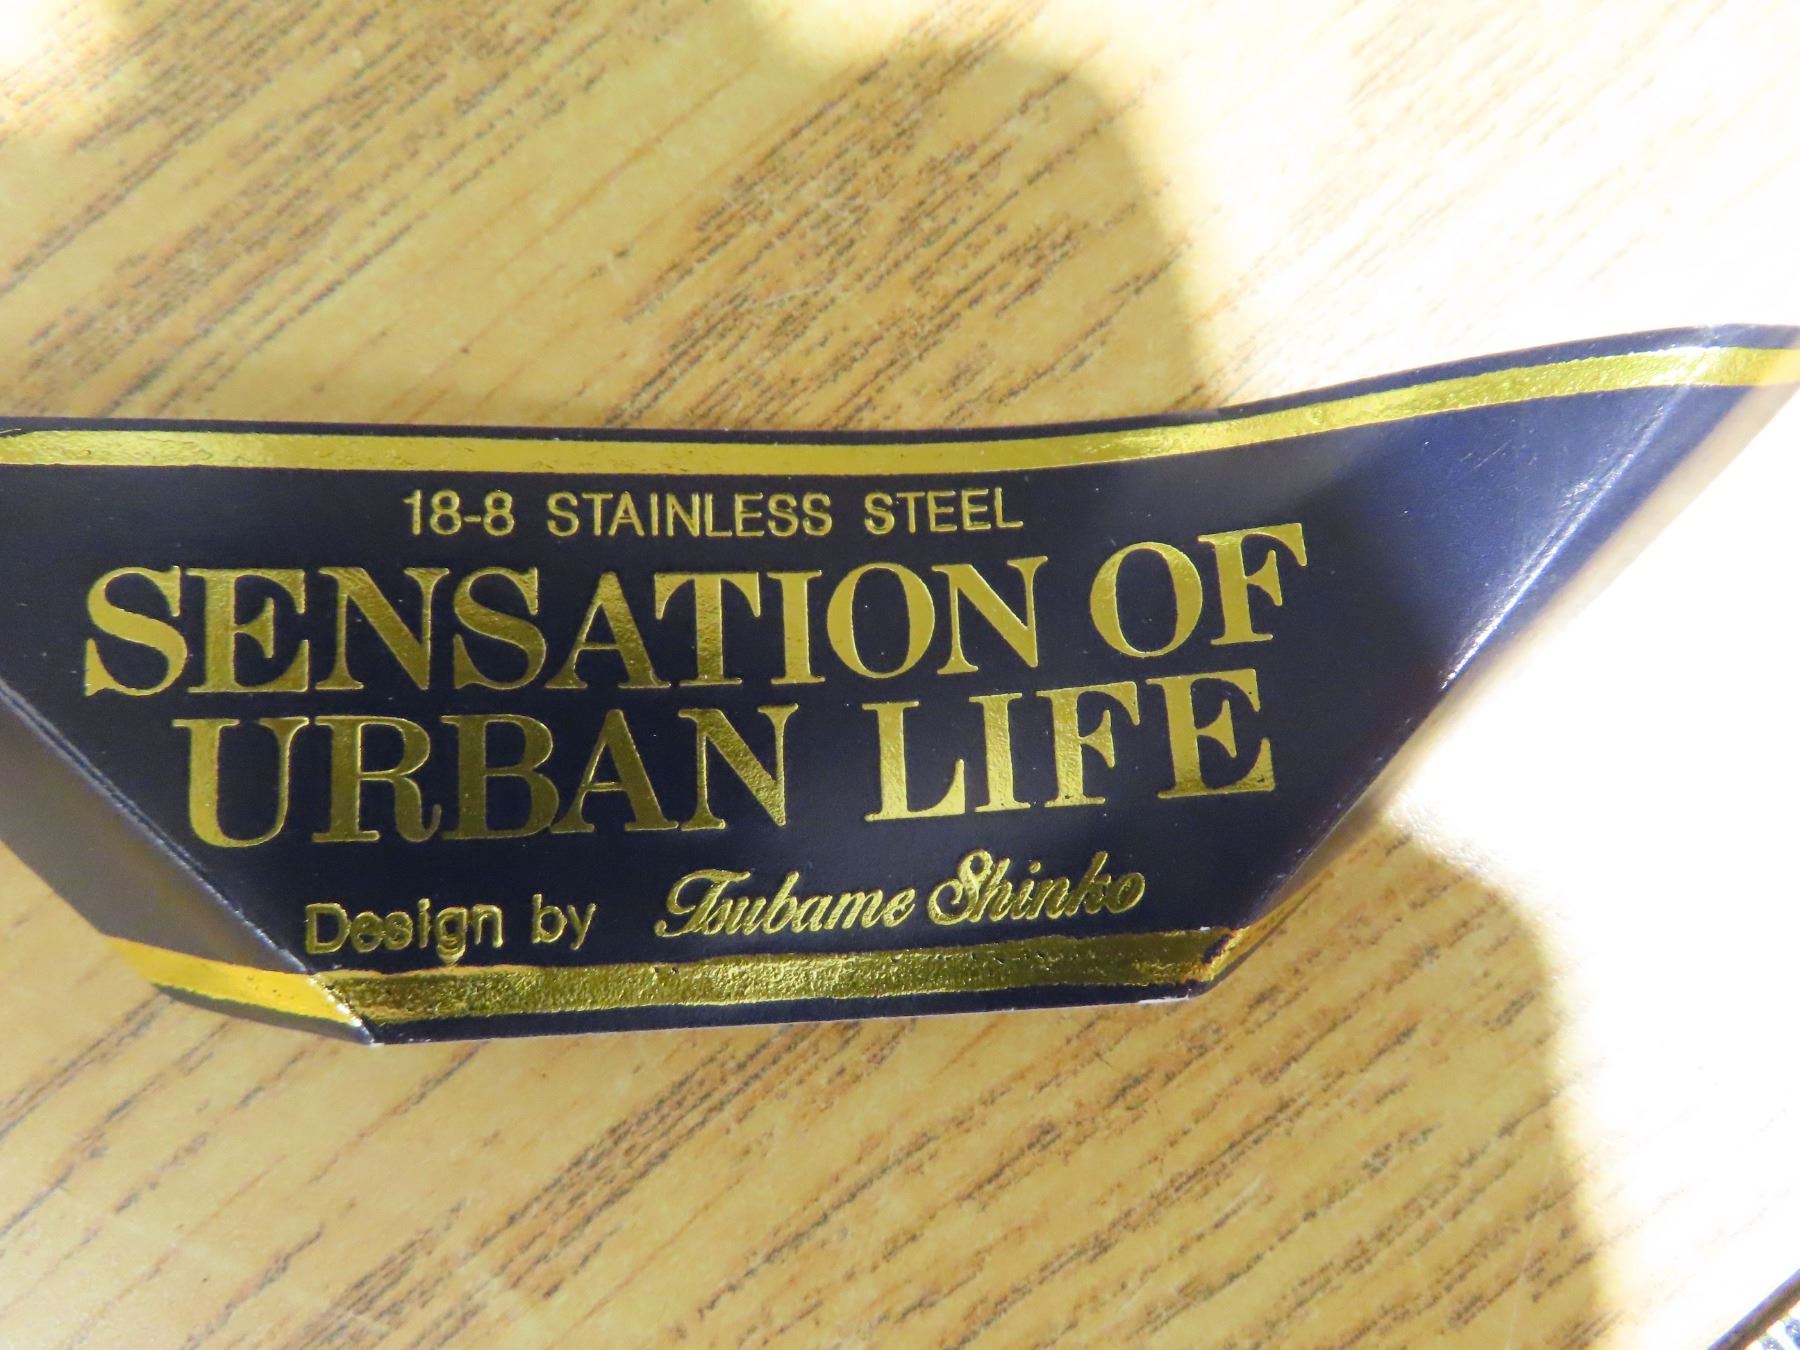 18-8 STAINLESS STEEL
SENSATION OF
URBAN LIFE
Design by Tsubame Shinko